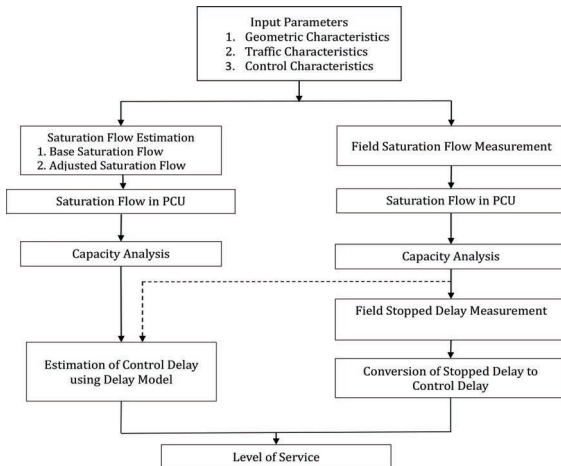 Input Parameters
1. Geometric Characteristics
2. Traffic Characteristics
3. Control Characteristics
Saturation Flow Estimation
1. Base Saturation Flow
2. Adjusted Saturation Flow
Field Saturation Flow Measurement
Saturation Flow in PCU
Saturation Flow in PCU
Capacity Analysis
Capacity Analysis
Field Stopped Delay Measurement
Estimation of Control Delay
using Delay Model
Conversion of Stopped Delay to
Control Delay
Level of Service